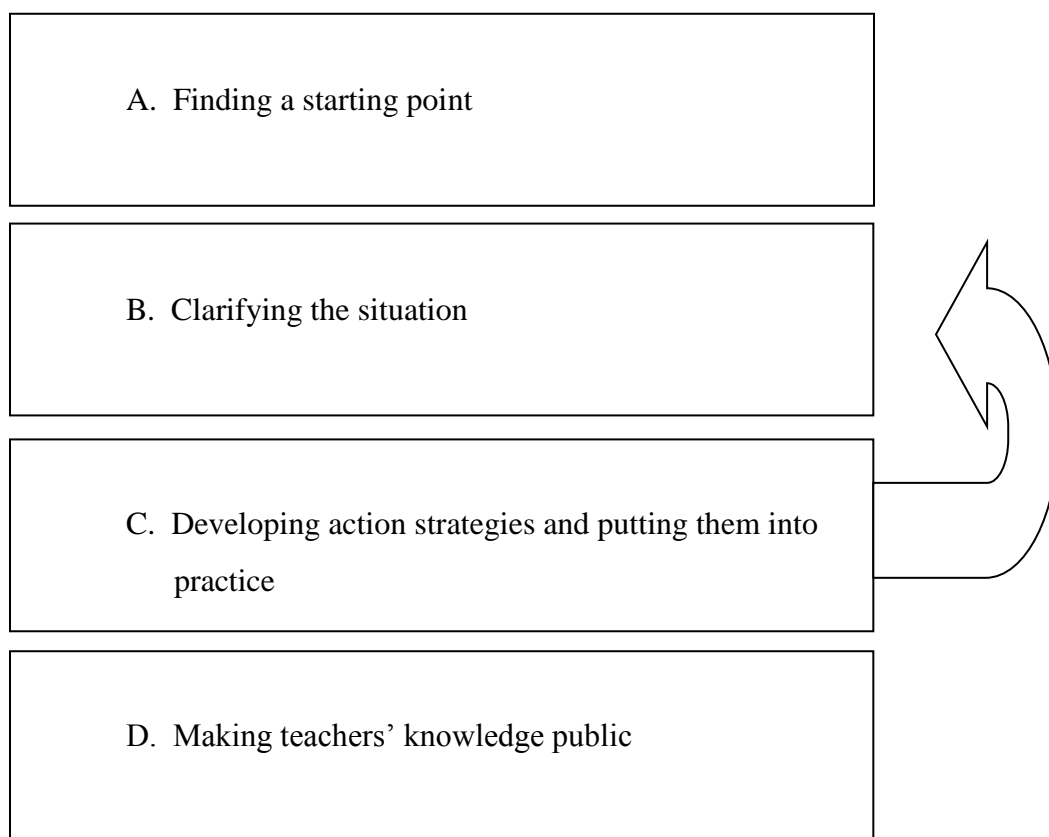 A. Finding a starting point
B. Clarifying the situation
C. Developing action strategies and putting them into
practice
D. Making teachers’ knowledge public